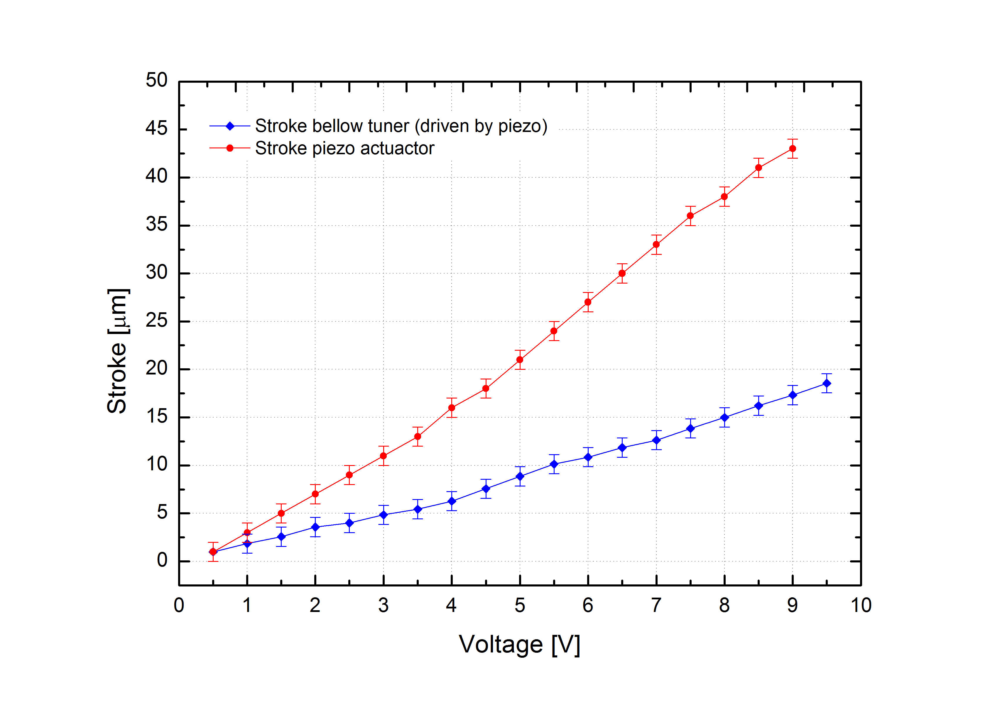 50
45
40
35
30
25
20
15
10
5
0
Stroke bellow tuner (driven by piezo)
Stroke piezo actuactor
Stroke [μm]
0 1 2 3 4 5 6 7 8 9 10
Voltage [V]